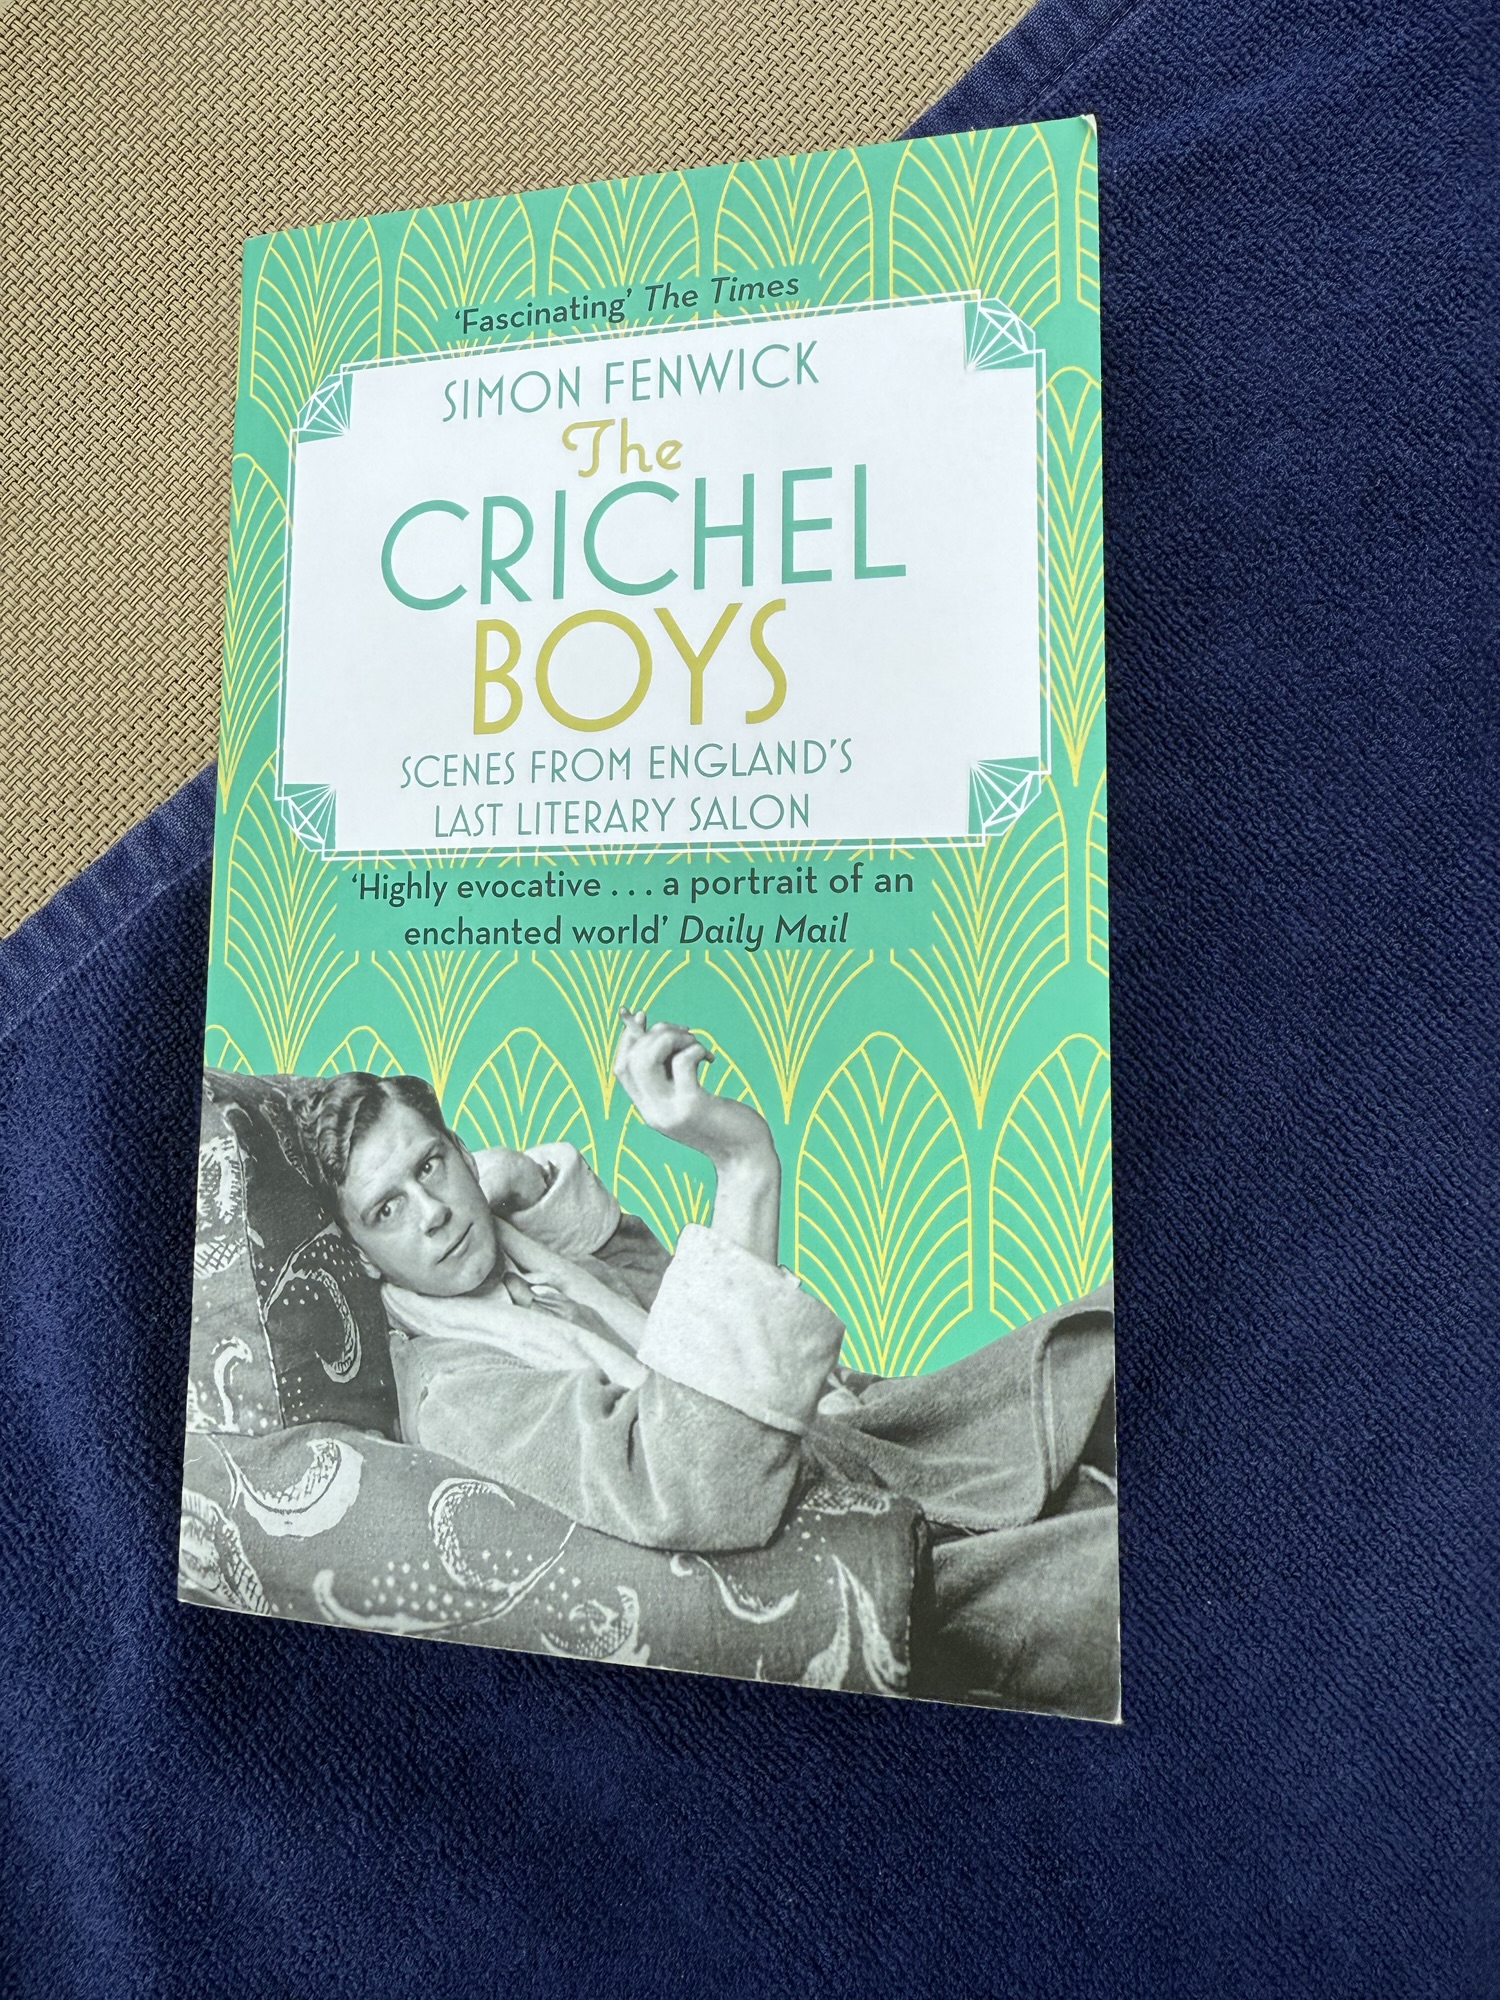 ‘Fascinating’ The Times
SIMON FENWICK
The
CRICHEL
BOYS
SCENES FROM ENGLAND’S
LAST LITERARY SALON
‘Highly evocative . . . a portrait of an
enchanted world’ Daily Mail